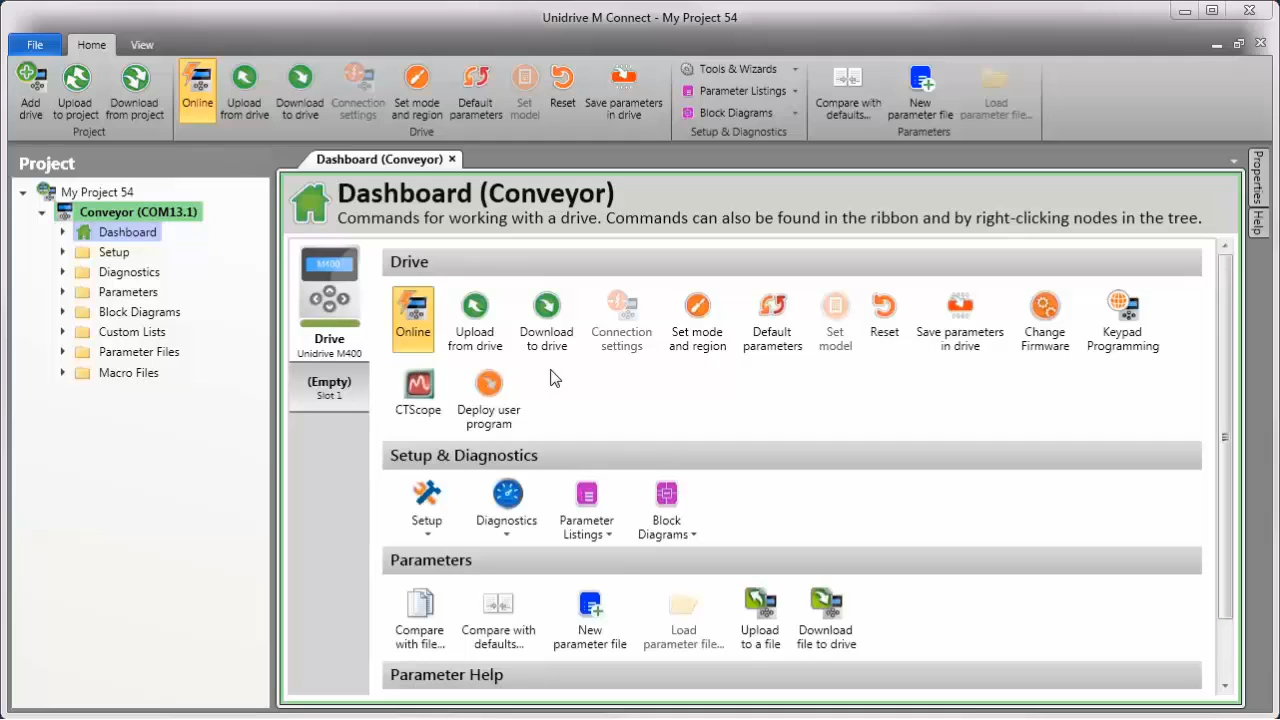 Unidrive M Connect - My Project 54
File
Home
View
Add drive
Upload to project
Download from project
Project
Online
Upload from drive
Download to drive
Connection settings
Set mode and region
Default parameters
Set model
Reset
Save parameters in drive
Drive
Tools & Wizards
Parameter Listings
Block Diagrams
Setup & Diagnostics
Compare with defaults...
New parameter file
Load parameter file...
Parameters
Project
My Project 54
Conveyor (COM13.1)
Dashboard
Setup
Diagnostics
Parameters
Block Diagrams
Custom Lists
Parameter Files
Macro Files
Dashboard (Conveyor)
Dashboard (Conveyor)
Commands for working with a drive. Commands can also be found in the ribbon and by right-clicking nodes in the tree.
M400
Drive
Unidrive M400
(Empty)
Slot 1
Drive
Online
Upload from drive
Download to drive
Connection settings
Set mode and region
Default parameters
Set model
Reset
Save parameters in drive
Change Firmware
Keypad Programming
CTScope
Deploy user program
Setup & Diagnostics
Setup
Diagnostics
Parameter Listings
Block Diagrams
Parameters
Compare with file...
Compare with defaults...
New parameter file
Load parameter file...
Upload to a file
Download file to drive
Parameter Help
Properties
Help